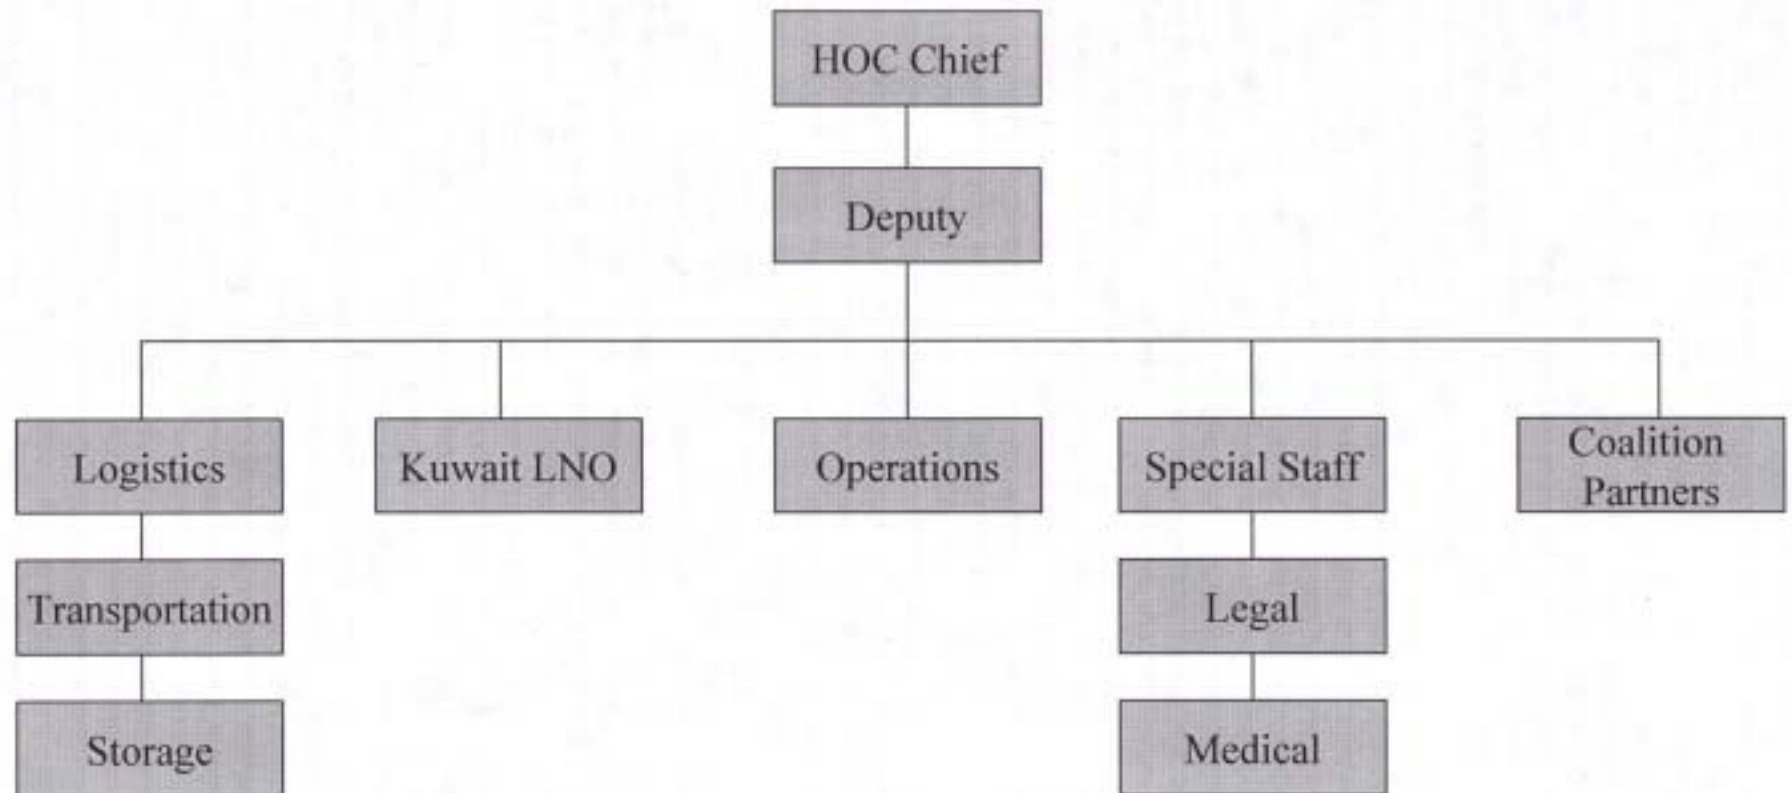 HOC Chief
Deputy
Logistics
Kuwait LNO
Operations
Special Staff
Coalition
Partners
Transportation
Legal
Storage
Medical